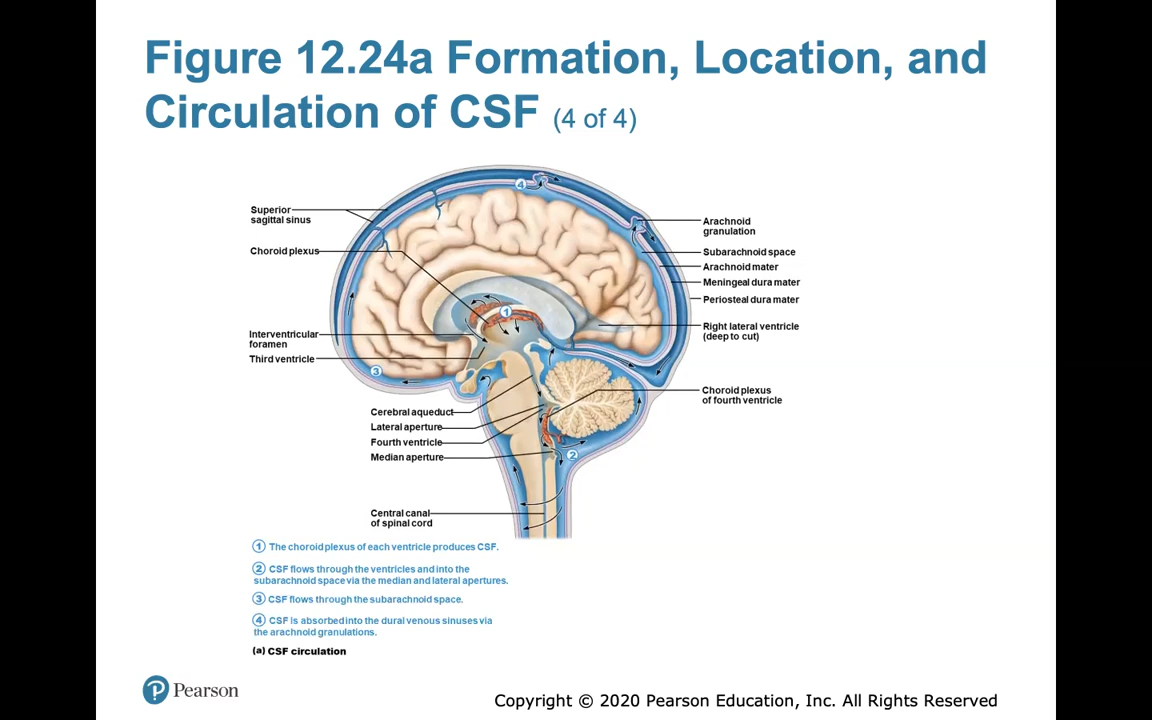 Figure 12.24a Formation, Location, and
Circulation of CSF (4 of 4)
Superior
sagittal sinus
Choroid plexus
Interventricular
foramen
Third ventricle
Cerebral aqueduct
Lateral aperture
Fourth ventricle
Median aperture
Central canal
of spinal cord
Arachnoid
granulation
Subarachnoid space
Arachnoid mater
Meningeal dura mater
Periosteal dura mater
Right lateral ventricle
(deep to cut)
Choroid plexus
of fourth ventricle
4
1
3
2
1 The choroid plexus of each ventricle produces CSF.
2 CSF flows through the ventricles and into the
subarachnoid space via the median and lateral apertures.
3 CSF flows through the subarachnoid space.
4 CSF is absorbed into the dural venous sinuses via
the arachnoid granulations.
(a) CSF circulation
P Pearson
Copyright © 2020 Pearson Education, Inc. All Rights Reserved